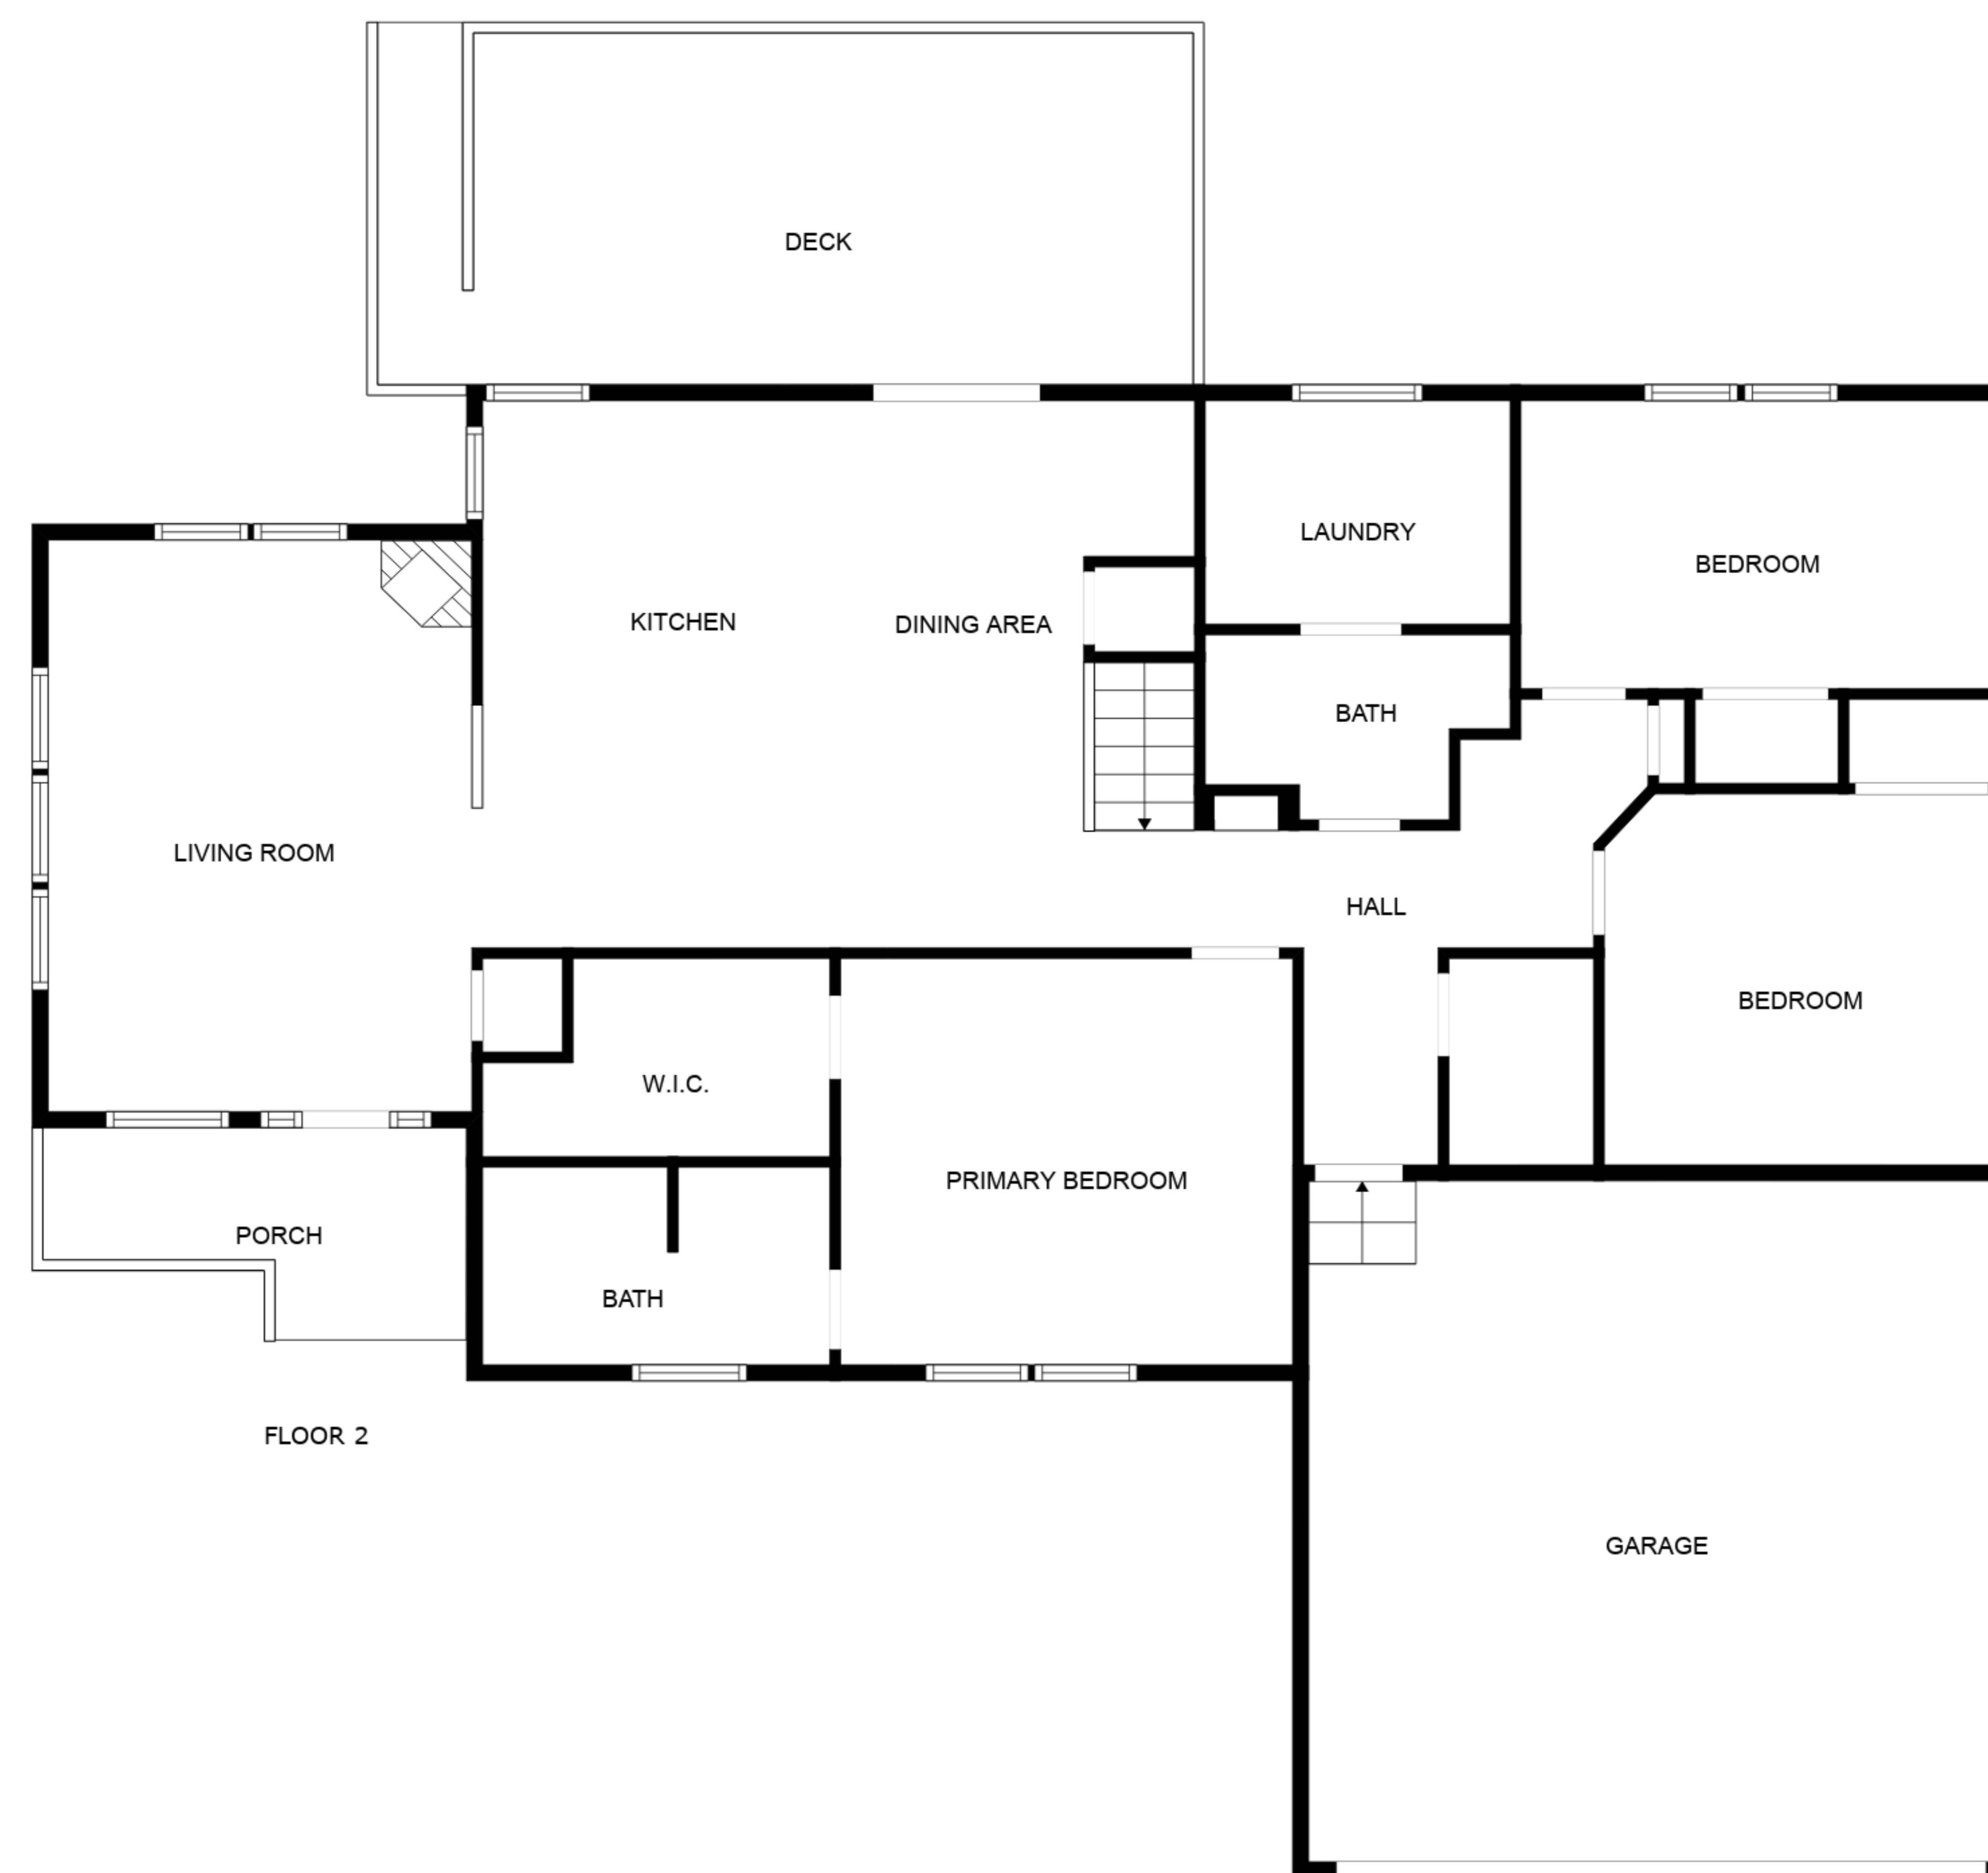 DECK
LAUNDRY
BEDROOM
KITCHEN
DINING AREA
BATH
LIVING ROOM
HALL
BEDROOM
W.I.C.
PRIMARY BEDROOM
PORCH
BATH
FLOOR 2
GARAGE